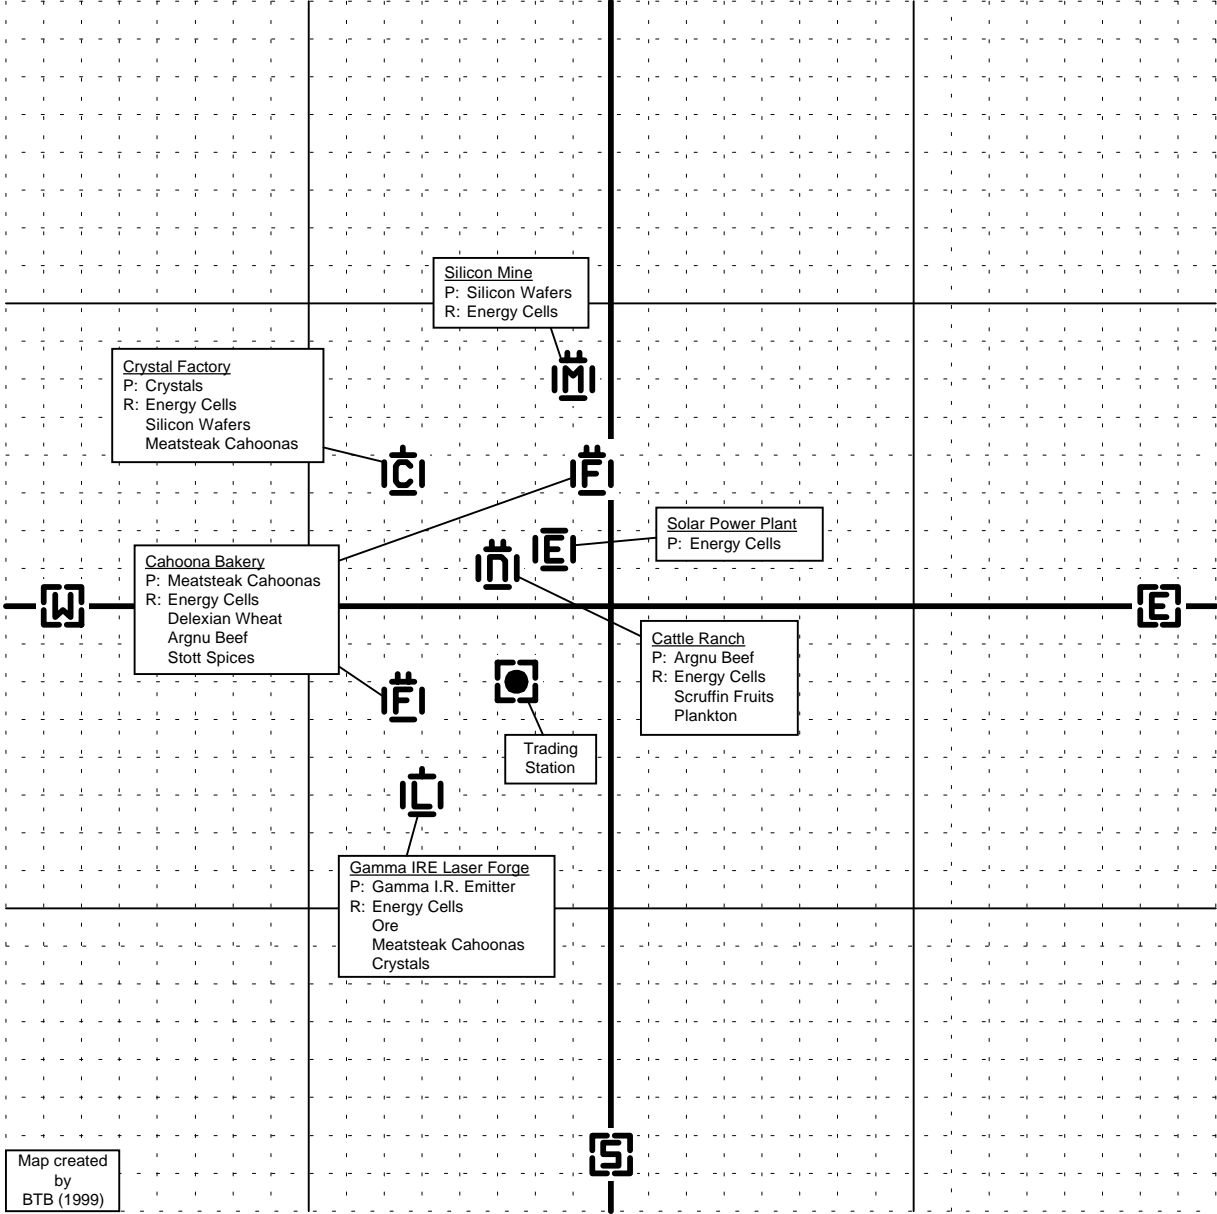 Silicon Mine
P: Silicon Wafers
R: Energy Cells
M
Crystal Factory
P: Crystals
R: Energy Cells
Silicon Wafers
Meatsteak Cahoonas
C
F
Solar Power Plant
P: Energy Cells
E
n
Cahoona Bakery
P: Meatsteak Cahoonas
R: Energy Cells
Delexian Wheat
Argnu Beef
Stott Spices
W
E
Cattle Ranch
P: Argnu Beef
R: Energy Cells
Scruffin Fruits
Plankton
F
Trading
Station
L
Gamma IRE Laser Forge
P: Gamma I.R. Emitter
R: Energy Cells
Ore
Meatsteak Cahoonas
Crystals
S
Map created
by
BTB (1999)